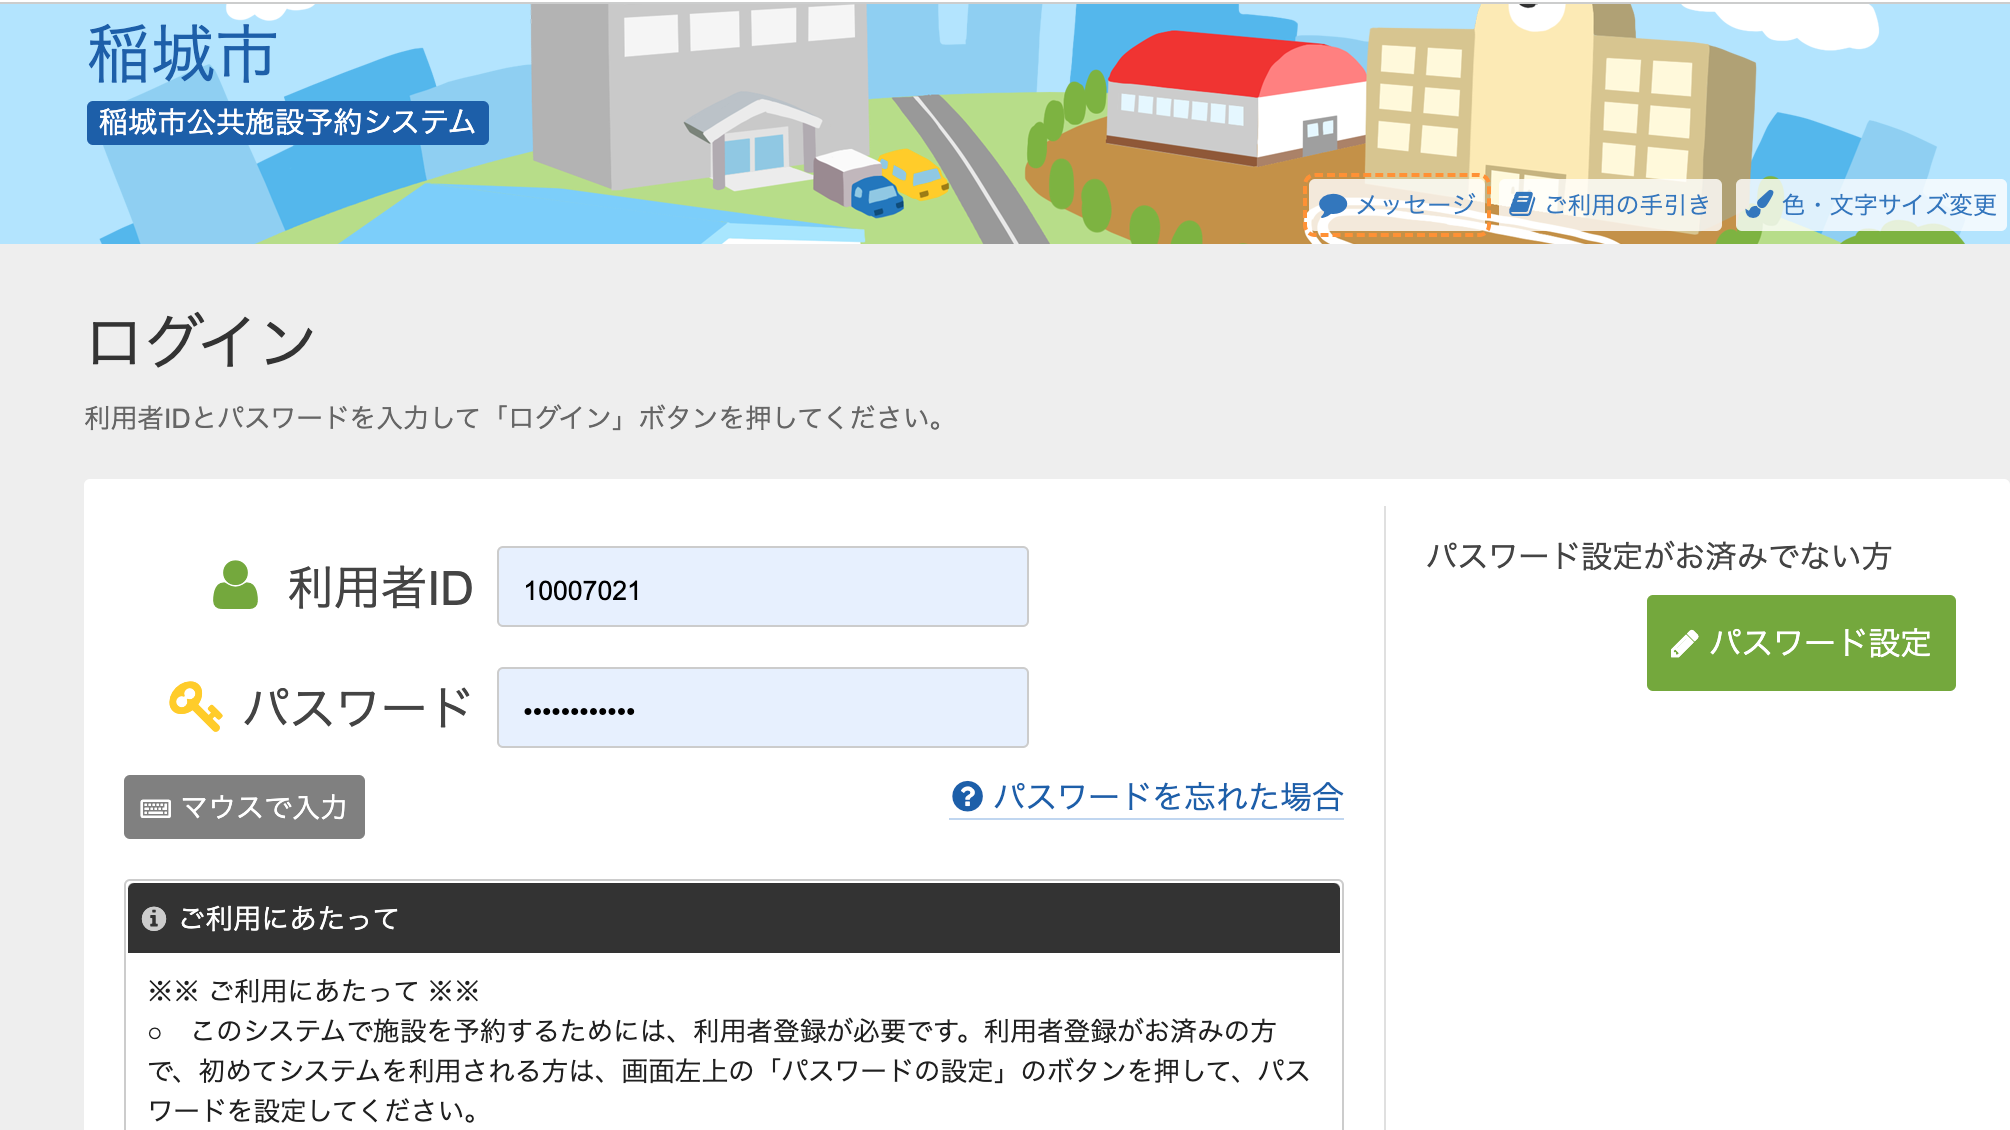 稲城市
稲城市公共施設予約システム
メッセージ
ご利用の手引き
色・文字サイズ変更
ログイン
利用者IDとパスワードを入力して「ログイン」ボタンを押してください。
利用者ID
10007021
パスワード
••••••••••••
マウスで入力
パスワードを忘れた場合
パスワード設定がお済みでない方
パスワード設定
ご利用にあたって
※※ ご利用にあたって ※※
○　このシステムで施設を予約するためには、利用者登録が必要です。利用者登録がお済みの方
で、初めてシステムを利用される方は、画面左上の「パスワードの設定」のボタンを押して、パス
ワードを設定してください。